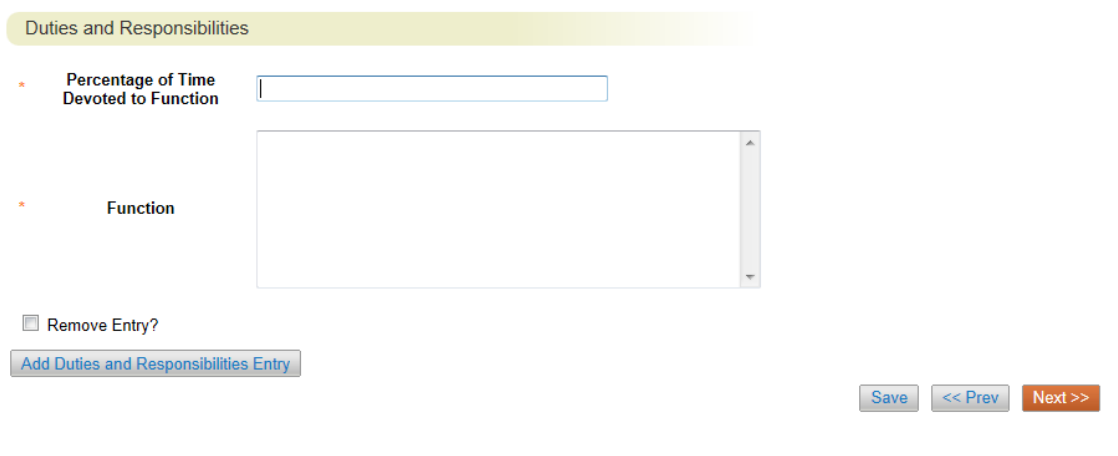 Duties and Responsibilities
* Percentage of Time
Devoted to Function
* Function
Remove Entry?
Add Duties and Responsibilities Entry
Save << Prev Next >>